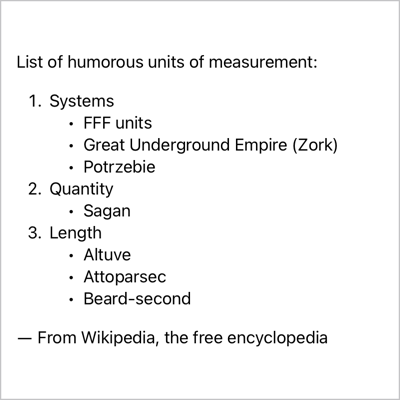 List of humorous units of measurement:
1. Systems
• FFF units
• Great Underground Empire (Zork)
• Potrzebie
2. Quantity
• Sagan
3. Length
• Altuve
• Attoparsec
• Beard-second
— From Wikipedia, the free encyclopedia